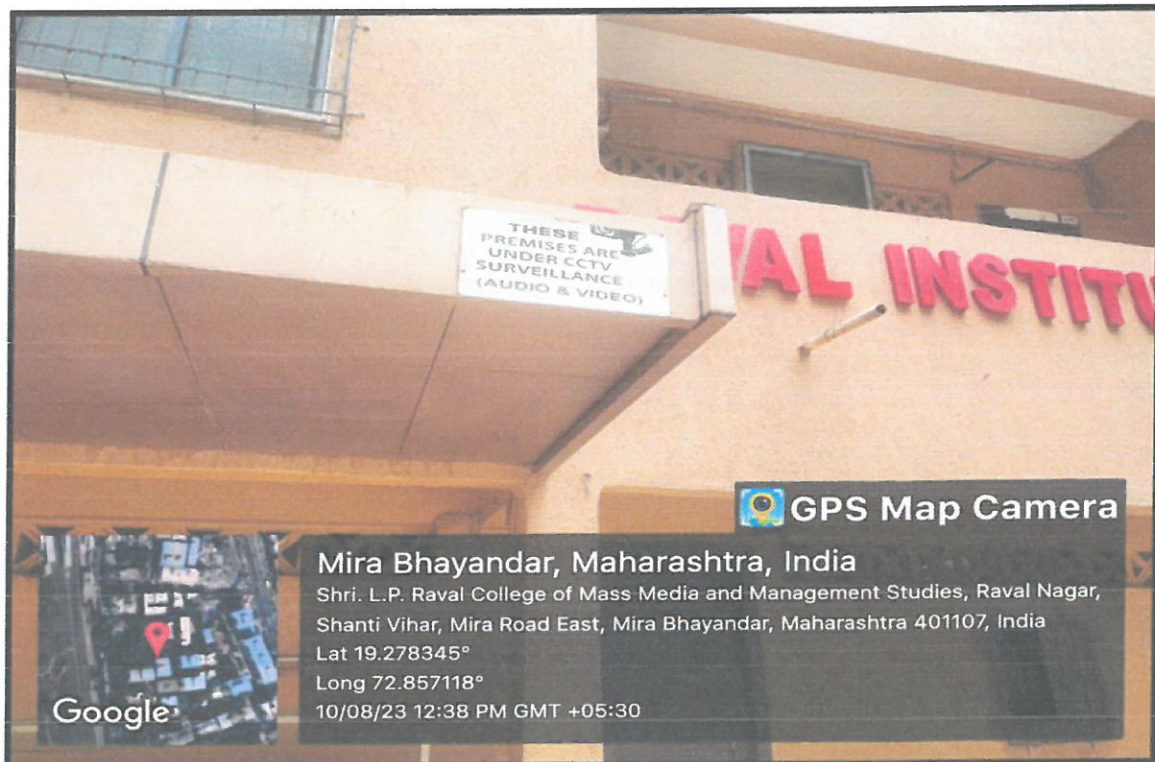 THESE
PREMISES ARE
UNDER CCTV
SURVEILLANCE
(AUDIO & VIDEO)
VAL INSTITU
GPS Map Camera
Mira Bhayandar, Maharashtra, India
Shri. L.P. Raval College of Mass Media and Management Studies, Raval Nagar,
Shanti Vihar, Mira Road East, Mira Bhayandar, Maharashtra 401107, India
Lat 19.278345°
Long 72.857118°
10/08/23 12:38 PM GMT +05:30
Google